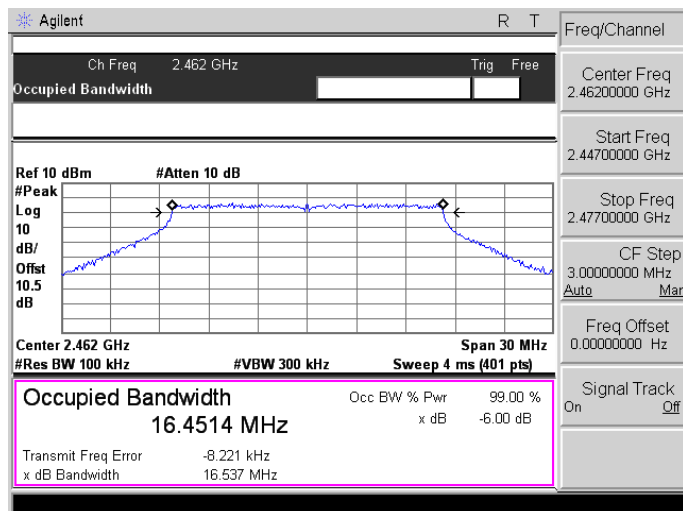 Agilent R T
Ch Freq 2.462 GHz Trig Free
Occupied Bandwidth
Ref 10 dBm #Atten 10 dB
#Peak
Log
10
dB/
Offst
10.5
dB
Center 2.462 GHz Span 30 MHz
#Res BW 100 kHz #VBW 300 kHz Sweep 4 ms (401 pts)
Occupied Bandwidth
16.4514 MHz
Occ BW % Pwr 99.00 %
x dB -6.00 dB
Transmit Freq Error -8.221 kHz
x dB Bandwidth 16.537 MHz
Freq/Channel
Center Freq
2.46200000 GHz
Start Freq
2.44700000 GHz
Stop Freq
2.47700000 GHz
CF Step
3.00000000 MHz
Auto Man
Freq Offset
0.00000000 Hz
Signal Track
On Off